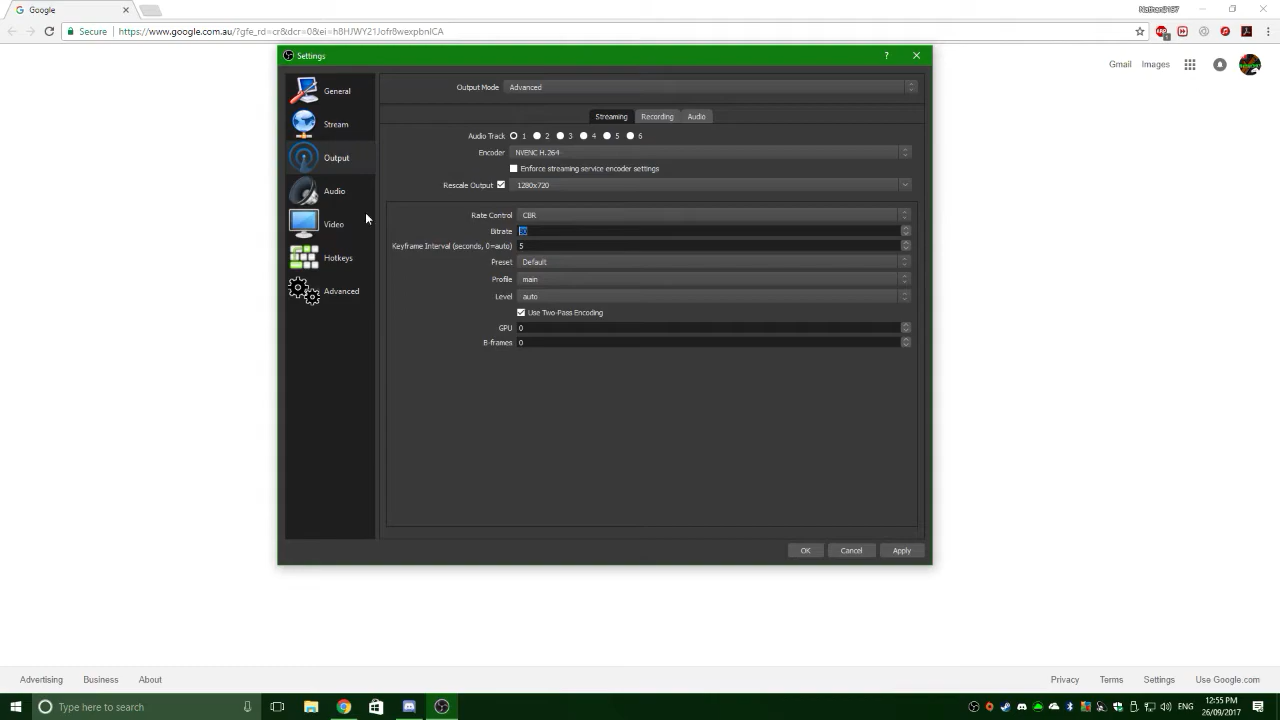 Google
Nathanl2187
Secure
https://www.google.com.au/?gfe_rd=cr&dcr=0&ei=h8HJWY21Jofr8wexpbnICA
Gmail
Images
Settings
?
General
Stream
Output
Audio
Video
Hotkeys
Advanced
Output Mode
Advanced
Streaming
Recording
Audio
Audio Track
1 2 3 4 5 6
Encoder
NVENC H.264
Enforce streaming service encoder settings
Rescale Output
1280x720
Rate Control
CBR
Bitrate
Keyframe Interval (seconds, 0=auto)
5
Preset
Default
Profile
main
Level
auto
Use Two-Pass Encoding
GPU
0
B-frames
0
OK
Cancel
Apply
Advertising
Business
About
Privacy
Terms
Settings
Use Google.com
Type here to search
ENG
12:55 PM
26/09/2017